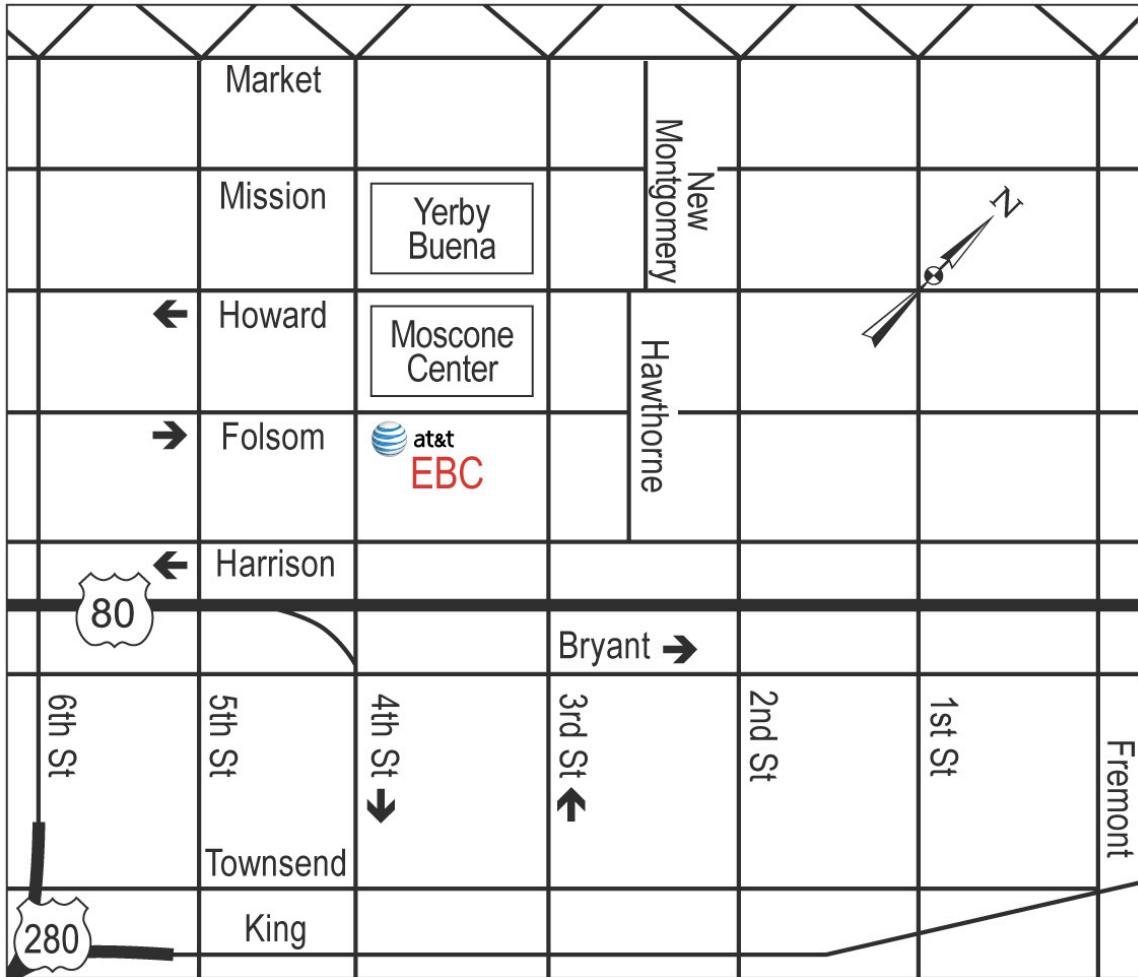 Market
New
Montgomery
Mission
Yerby
Buena
N
Howard
Moscone
Center
Hawthorne
Folsom
at&t
EBC
Harrison
80
Bryant
6th St
5th St
4th St
3rd St
2nd St
1st St
Fremont
Townsend
King
280